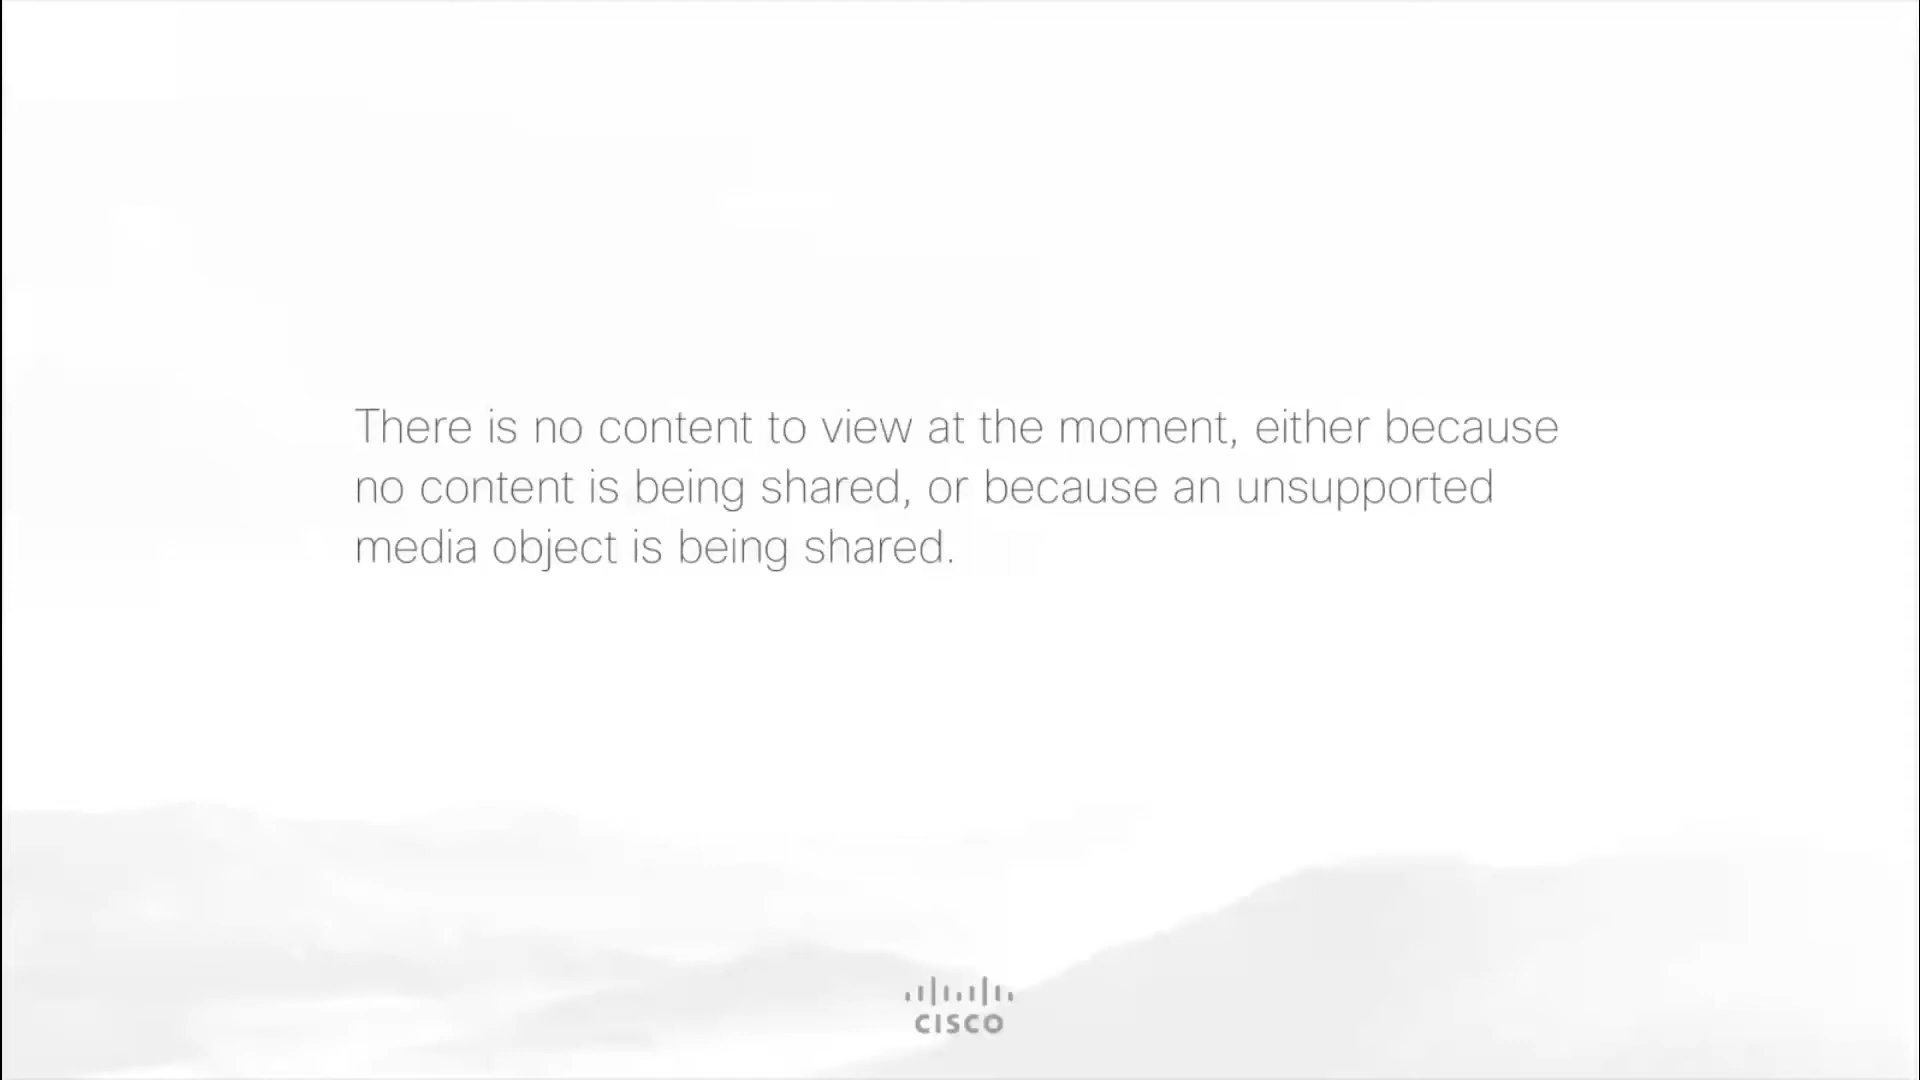 There is no content to view at the moment, either because
no content is being shared, or because an unsupported
media object is being shared.
CISCO